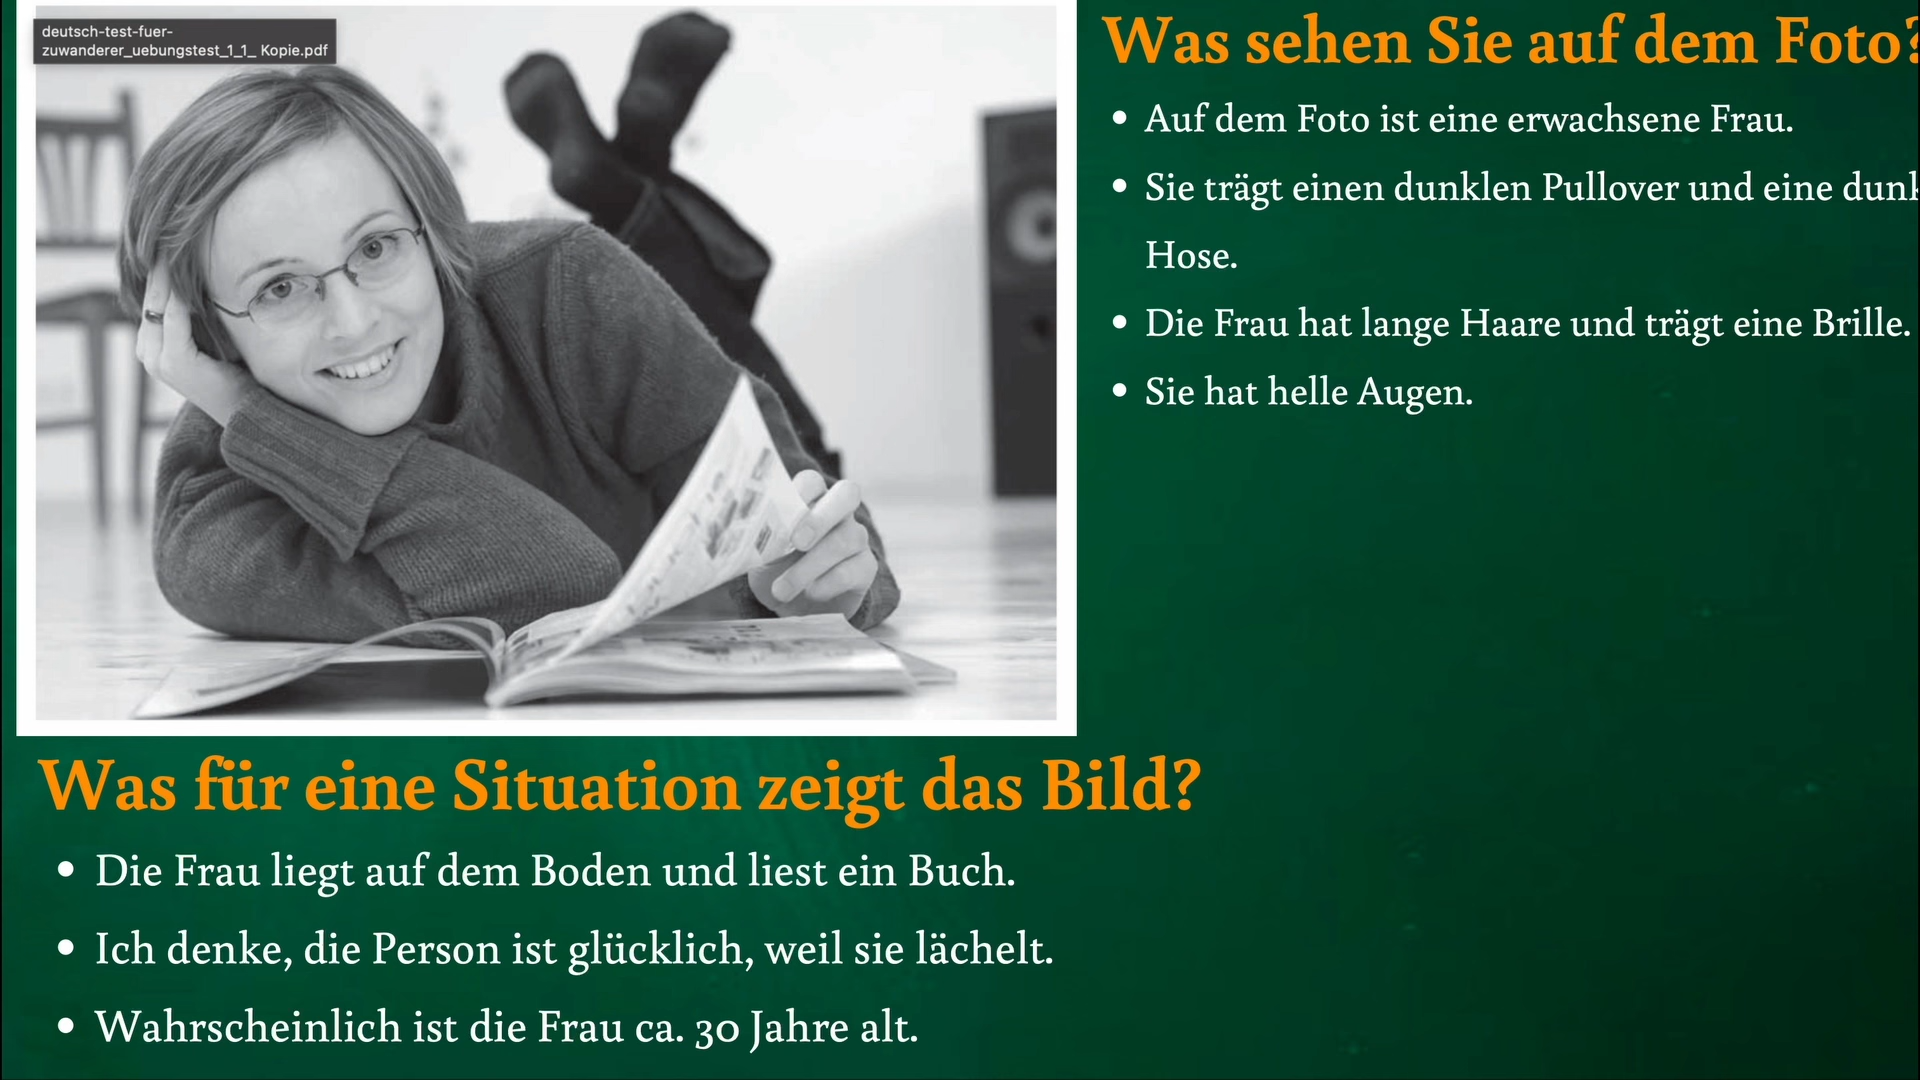 deutsch-test-fuer-
zuwanderer_uebungstest_1_1_ Kopie.pdf
Was sehen Sie auf dem Foto?
• Auf dem Foto ist eine erwachsene Frau.
• Sie trägt einen dunklen Pullover und eine dunk
Hose.
• Die Frau hat lange Haare und trägt eine Brille.
• Sie hat helle Augen.
Was für eine Situation zeigt das Bild?
• Die Frau liegt auf dem Boden und liest ein Buch.
• Ich denke, die Person ist glücklich, weil sie lächelt.
• Wahrscheinlich ist die Frau ca. 30 Jahre alt.